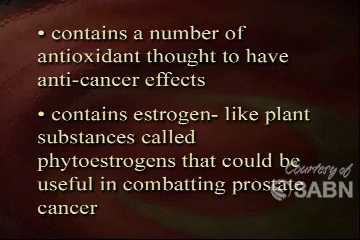 • contains a number of
antioxidant thought to have
anti-cancer effects
• contains estrogen- like plant
substances called
phytoestrogens that could be
useful in combatting prostate
cancer
Courtesy of
3ABN